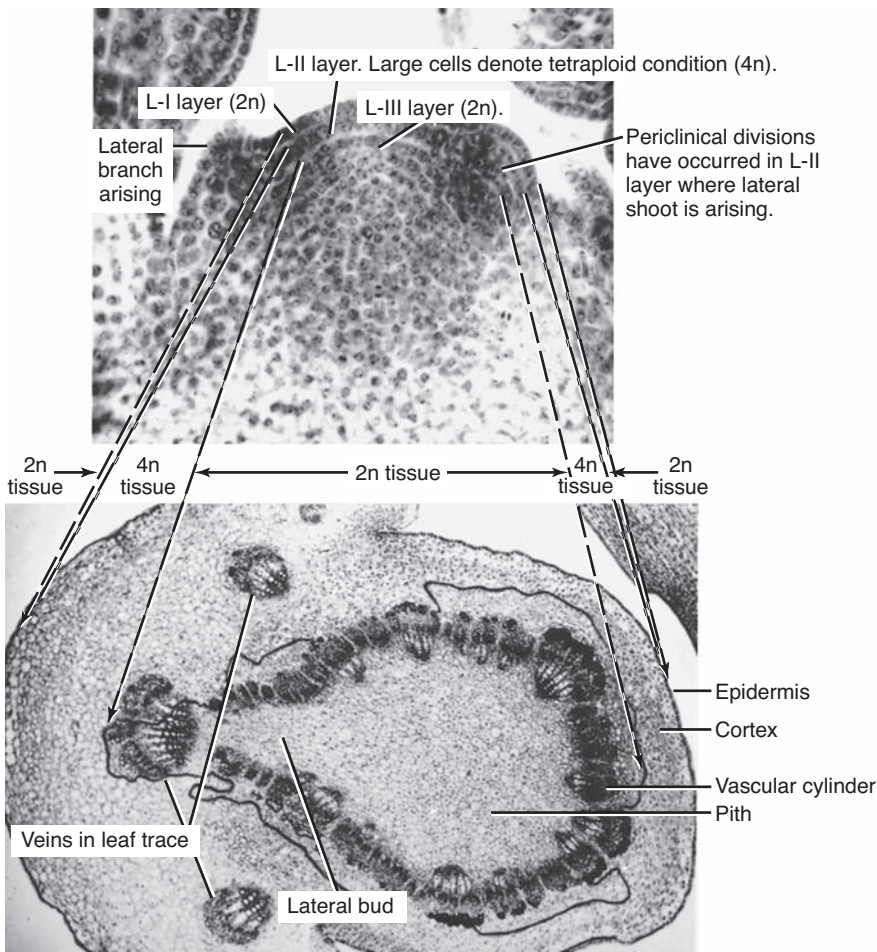 L-II layer. Large cells denote tetraploid condition (4n).
L-I layer (2n)
L-III layer (2n).
Lateral
branch
arising
Periclinical divisions
have occurred in L-II
layer where lateral
shoot is arising.
2n
tissue
4n
tissue
2n tissue
4n
tissue
2n
tissue
Epidermis
Cortex
Vascular cylinder
Pith
Veins in leaf trace
Lateral bud